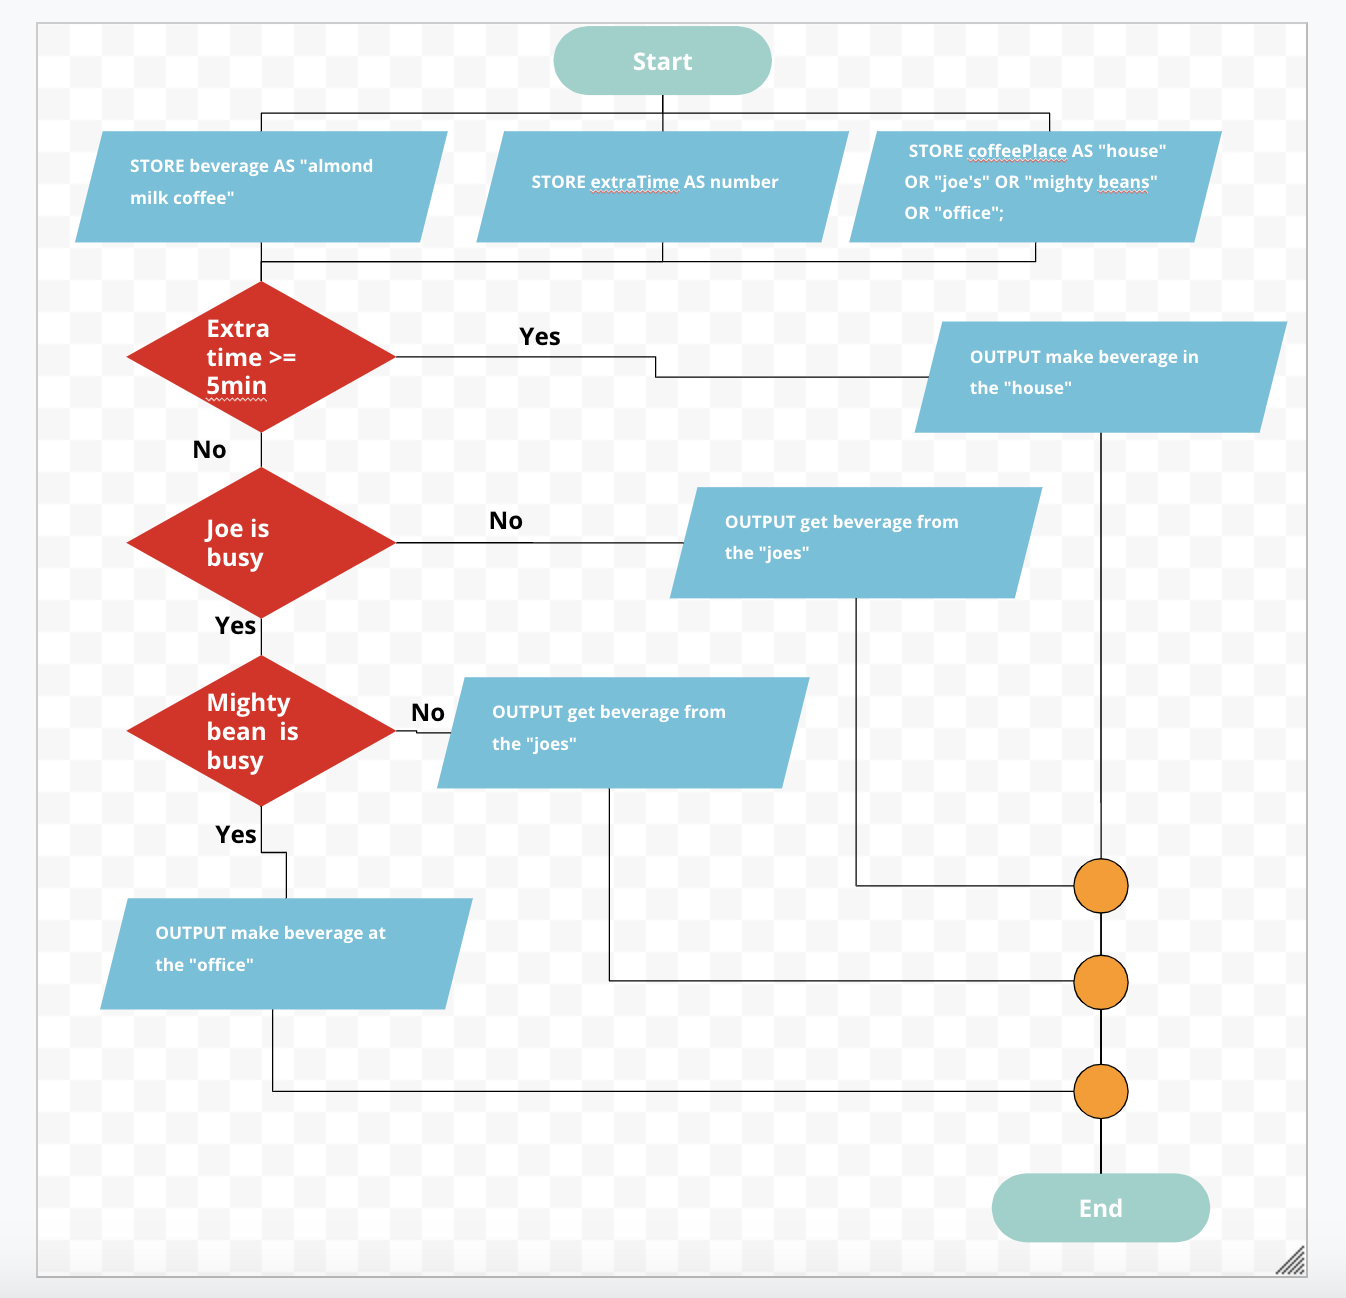 Start
STORE beverage AS "almond
milk coffee"
STORE extraTime AS number
STORE coffeePlace AS "house"
OR "joe's" OR "mighty beans"
OR "office";
Extra
time >=
5min
Yes
OUTPUT make beverage in
the "house"
No
Joe is
busy
No
OUTPUT get beverage from
the "joes"
Yes
Mighty
bean  is
busy
No
OUTPUT get beverage from
the "joes"
Yes
OUTPUT make beverage at
the "office"
End